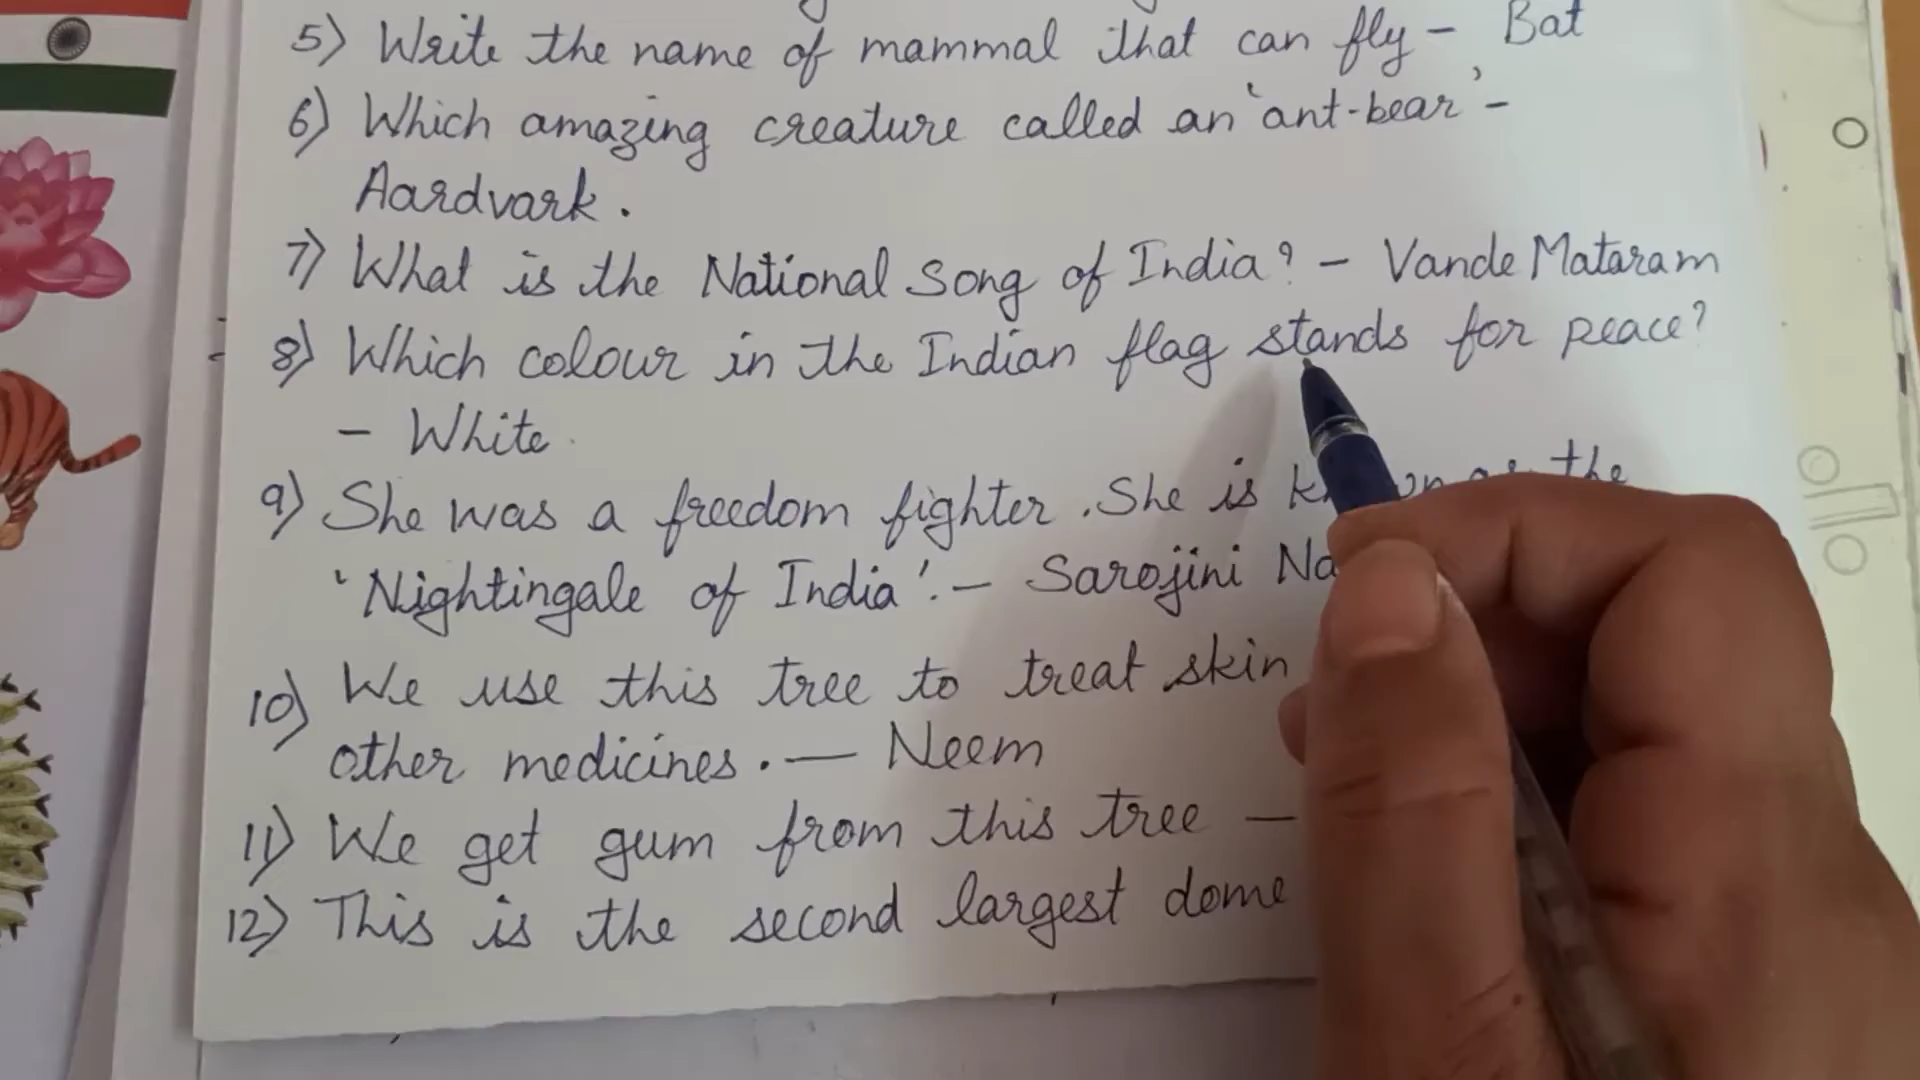 5) Write the name of mammal that can fly - Bat
6) Which amazing creature called an 'ant-bear' -
Aardvark.
7) What is the National Song of India? - Vande Mataram
8) Which colour in the Indian flag stands for peace?
- White
9) She was a freedom fighter. She is the
'Nightingale of India'. - Sarojini
10) We use this tree to treat skin
other medicines. - Neem
11) We get gum from this tree -
12) This is the second largest dome